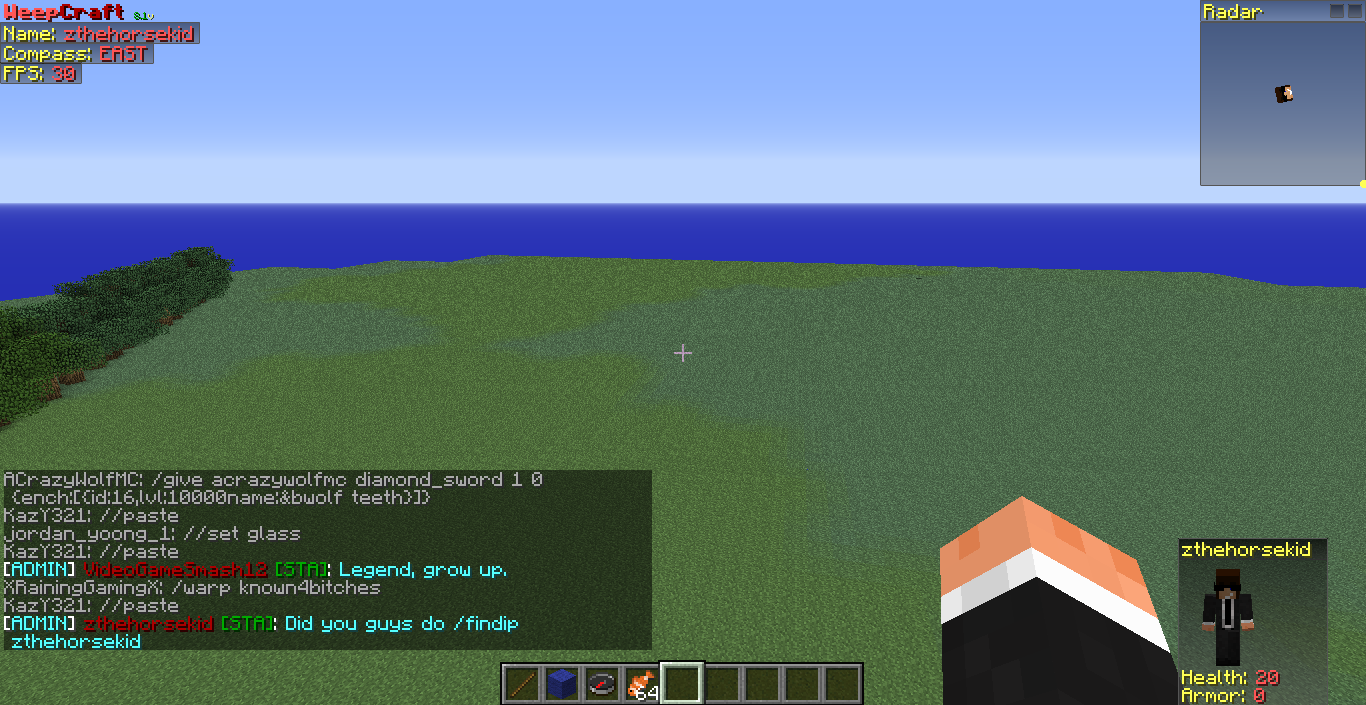 WeepCraft 8.1v
Name: zthehorsekid
Compass: EAST
FPS: 30
Radar
ACrazyWolfMC: /give acrazywolfmc diamond_sword 1 0
{ench:[{id:16,lvl:10000name:&bwolf teeth}]}
KazY321: //paste
jordan_yoong_1: //set glass
KazY321: //paste
[ADMIN] VideoGameSmash12 [STA]: Legend, grow up.
XRainingGamingX: /warp known4bitches
KazY321: //paste
[ADMIN] zthehorsekid [STA]: Did you guys do /findip
zthehorsekid
64
zthehorsekid
Health: 20
Armor: 0